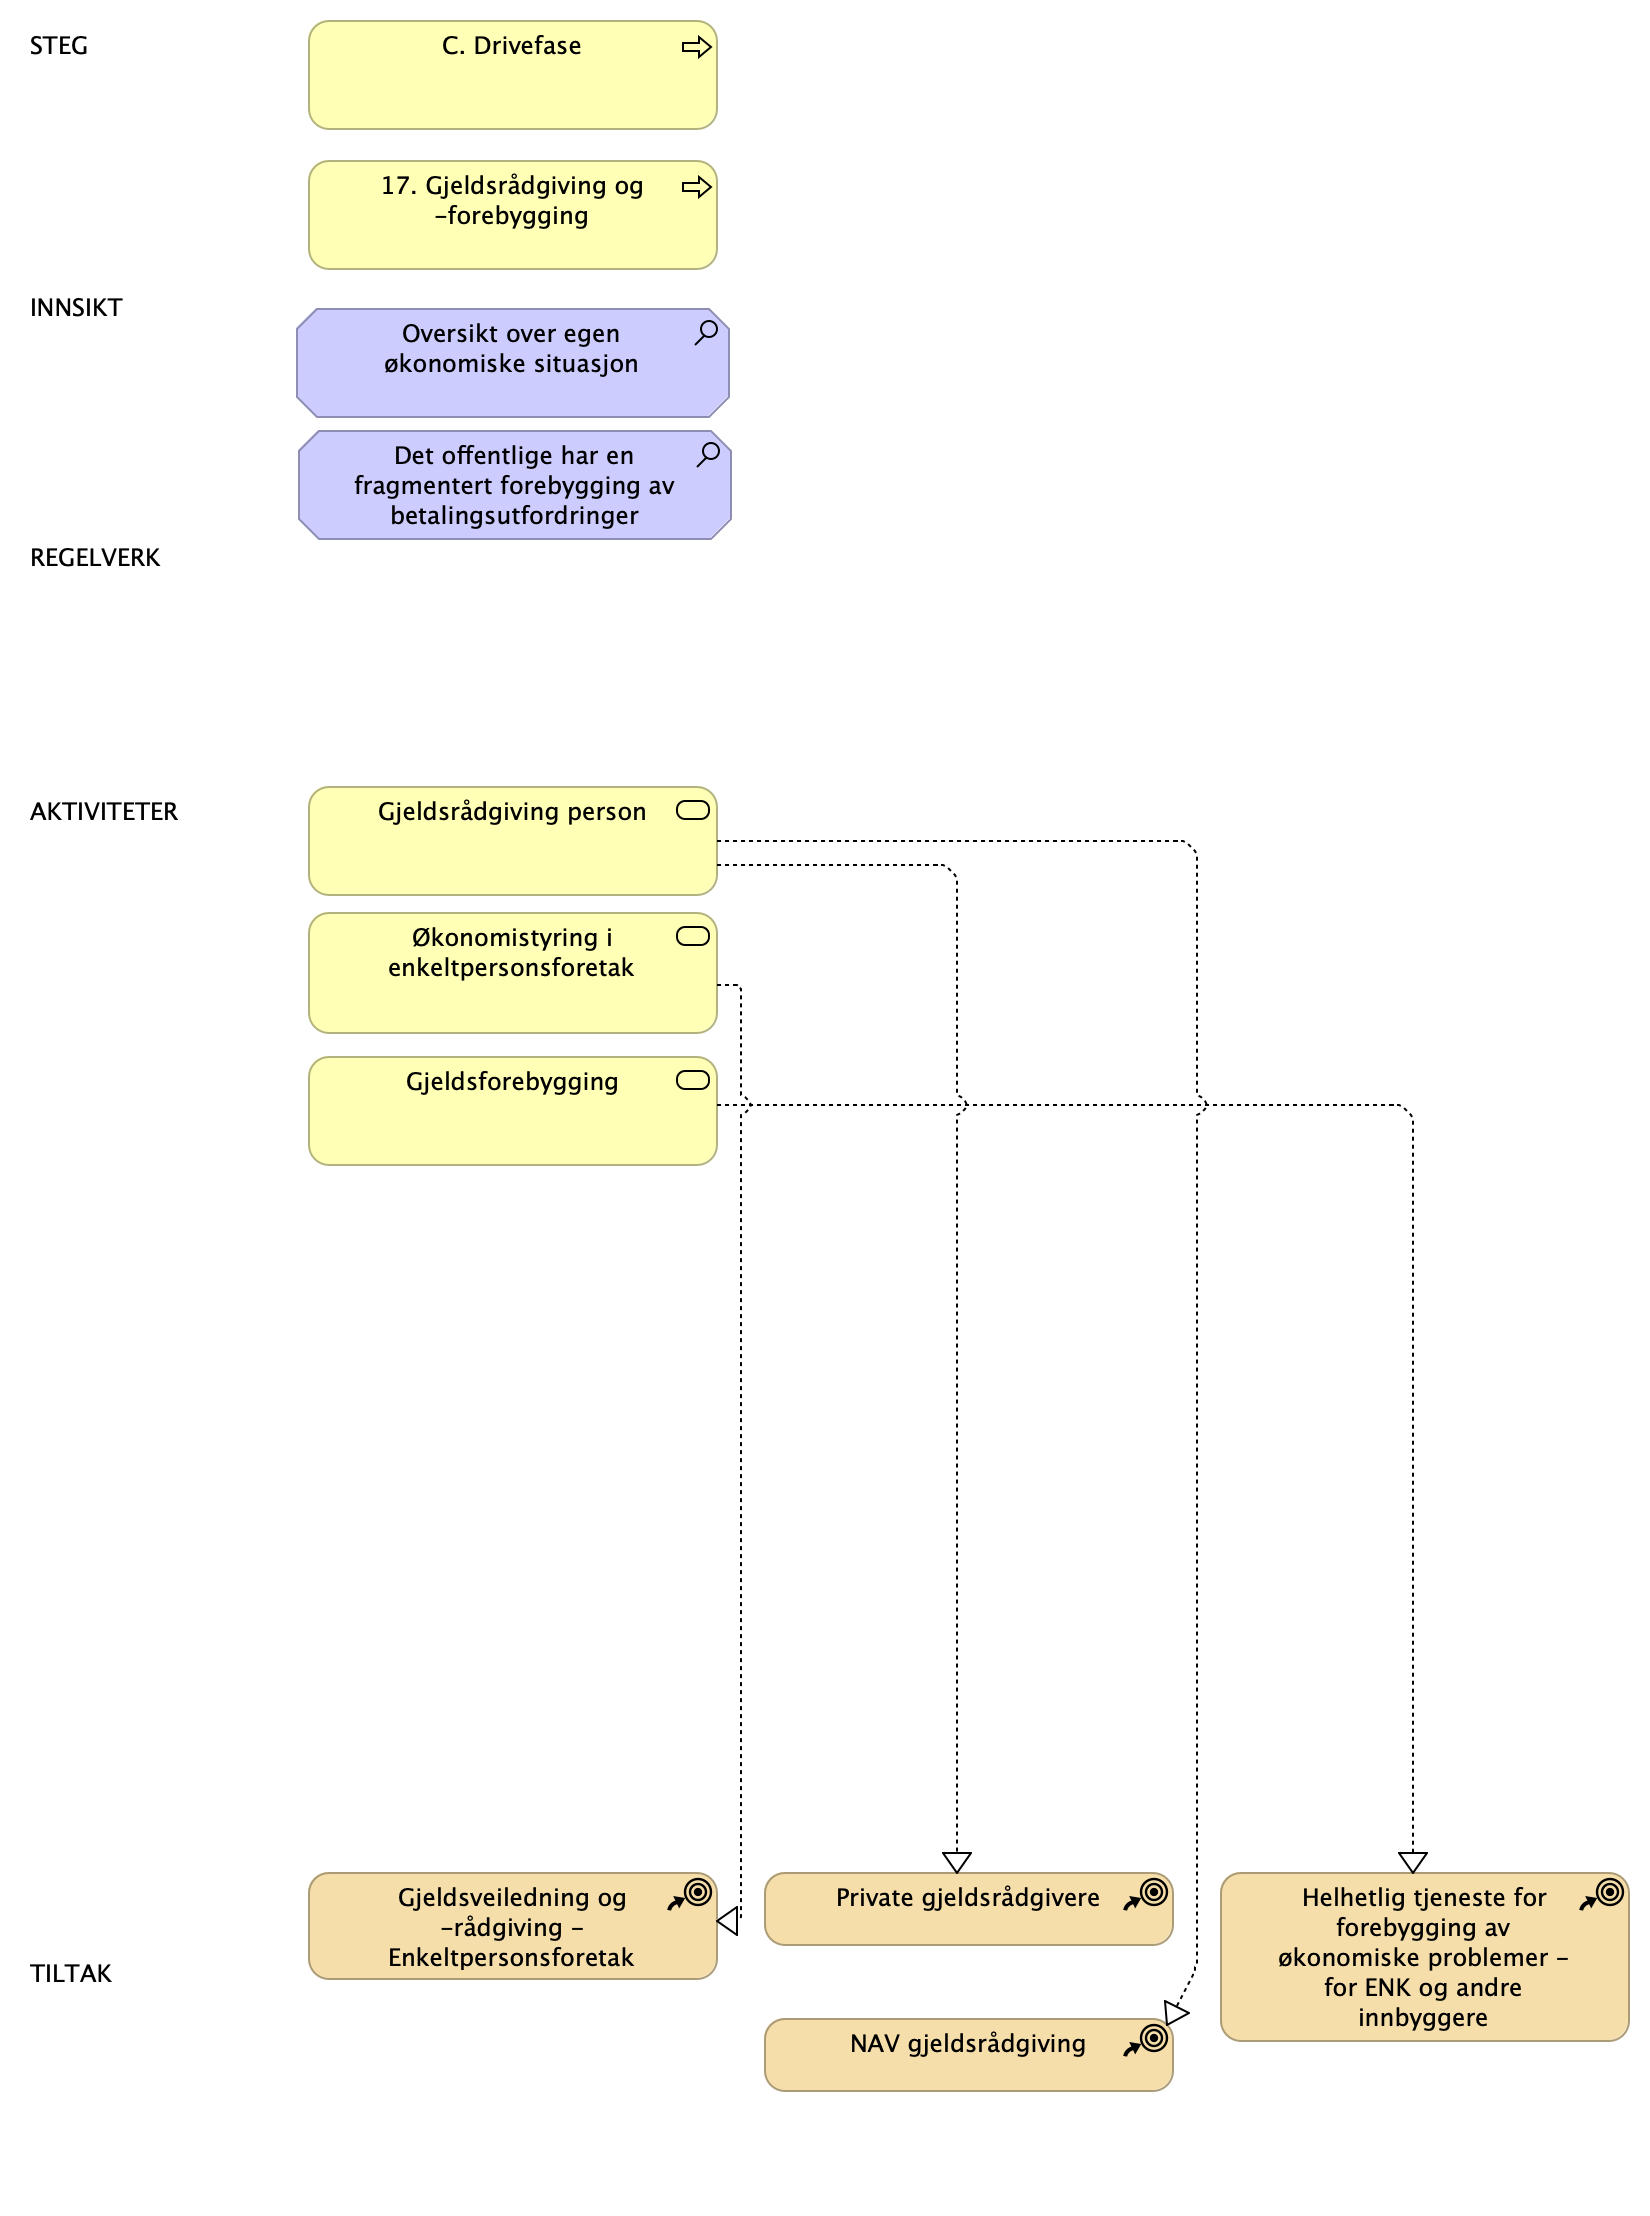 STEG
C. Drivefase
17. Gjeldsrådgiving og
-forebygging
INNSIKT
Oversikt over egen
økonomiske situasjon
Det offentlige har en
fragmentert forebygging av
betalingsutfordringer
REGELVERK
AKTIVITETER
Gjeldsrådgiving person
Økonomistyring i
enkeltpersonsforetak
Gjeldsforebygging
TILTAK
Gjeldsveiledning og
-rådgiving -
Enkeltpersonsforetak
Private gjeldsrådgivere
NAV gjeldsrådgiving
Helhetlig tjeneste for
forebygging av
økonomiske problemer -
for ENK og andre
innbyggere